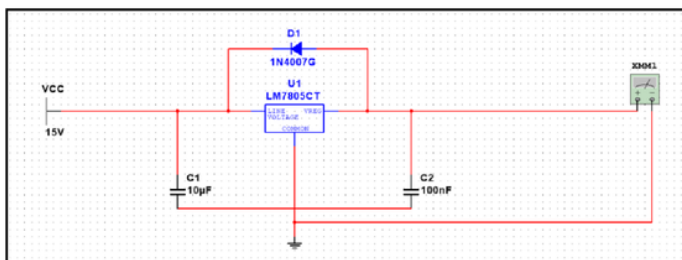 D1
1N4007G
U1
LM7805CT
LINE VREG
VOLTAGE
COMMON
VCC
15V
XMM1
C1
10µF
C2
100nF